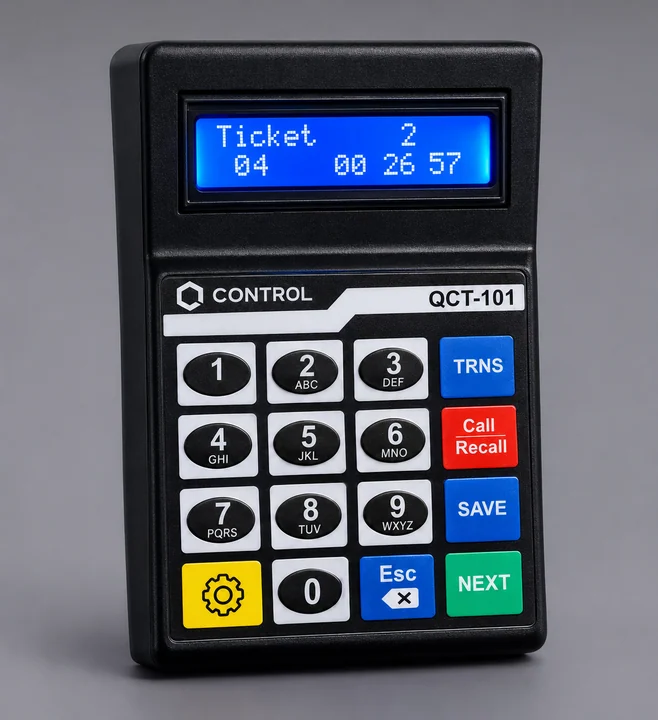 Ticket 2
04 00 26 57
CONTROL
QCT-101
1
2
ABC
3
DEF
TRNS
4
GHI
5
JKL
6
MNO
Call
Recall
7
PQRS
8
TUV
9
WXYZ
SAVE
0
Esc
NEXT